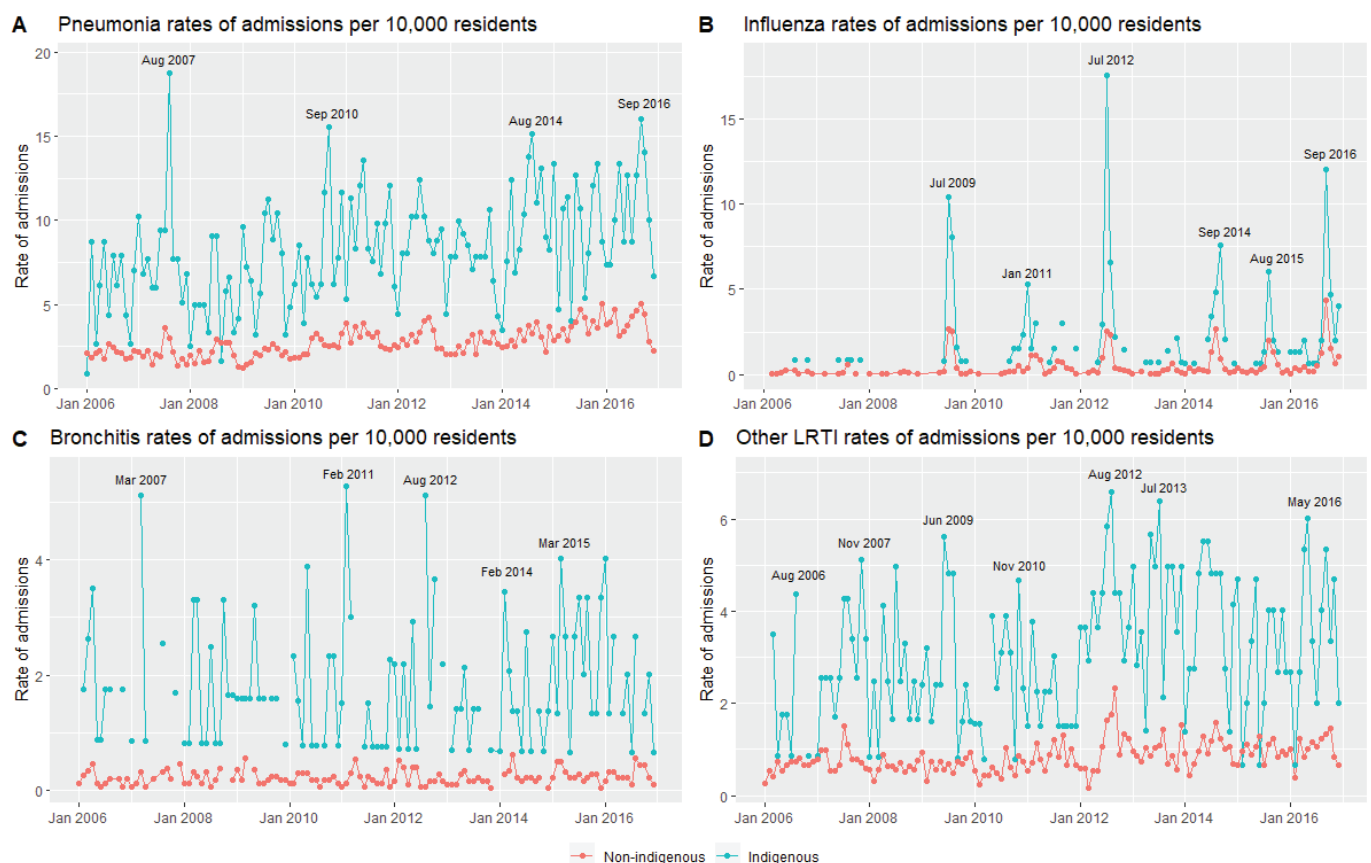 A Pneumonia rates of admissions per 10,000 residents
Rate of admissions
20
15
10
5
0
Aug 2007
Sep 2010
Aug 2014
Sep 2016
Jan 2006 Jan 2008 Jan 2010 Jan 2012 Jan 2014 Jan 2016
B Influenza rates of admissions per 10,000 residents
Rate of admissions
15
10
5
0
Jul 2009
Jan 2011
Jul 2012
Sep 2014
Aug 2015
Sep 2016
Jan 2006 Jan 2008 Jan 2010 Jan 2012 Jan 2014 Jan 2016
C Bronchitis rates of admissions per 10,000 residents
Rate of admissions
4
2
0
Mar 2007
Feb 2011
Aug 2012
Feb 2014
Mar 2015
Jan 2006 Jan 2008 Jan 2010 Jan 2012 Jan 2014 Jan 2016
D Other LRTI rates of admissions per 10,000 residents
Rate of admissions
6
4
2
0
Aug 2006
Nov 2007
Jun 2009
Nov 2010
Aug 2012
Jul 2013
May 2016
Jan 2006 Jan 2008 Jan 2010 Jan 2012 Jan 2014 Jan 2016
Non-indigenous Indigenous